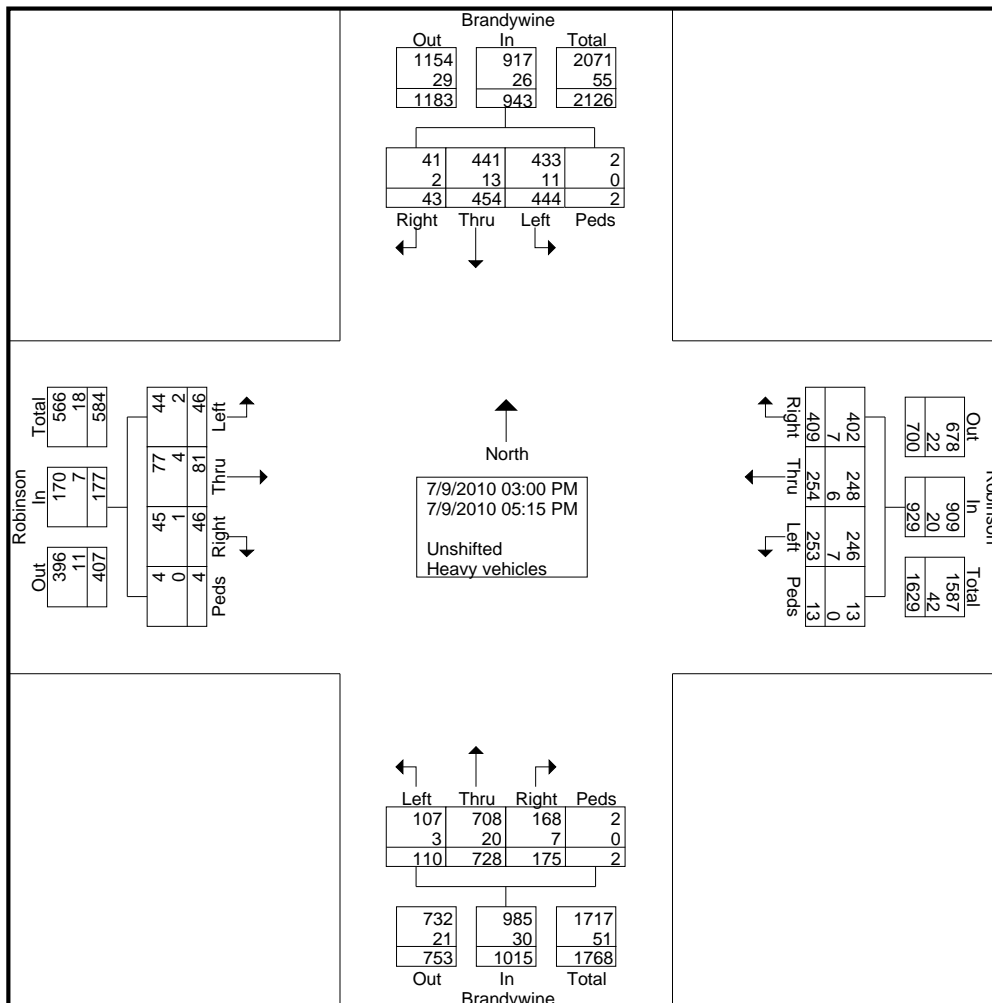 Brandywine
Out In Total
1154 917 2071
29 26 55
1183 943 2126
41 441 433 2
2 13 11 0
43 454 444 2
Right Thru Left Peds
Robinson
Total In Out
566 170 396
18 7 11
584 177 407
44 77 45 4
2 4 1 0
46 81 46 4
Left Thru Right Peds
North
7/9/2010 03:00 PM
7/9/2010 05:15 PM
Unshifted
Heavy vehicles
Right Thru Left Peds
402 248 246 13
7 6 7 0
409 254 253 13
Out In Total
678 909 1587
22 20 42
700 929 1629
Robinson
Left Thru Right Peds
107 708 168 2
3 20 7 0
110 728 175 2
732 985 1717
21 30 51
753 1015 1768
Out In Total
Brandywine